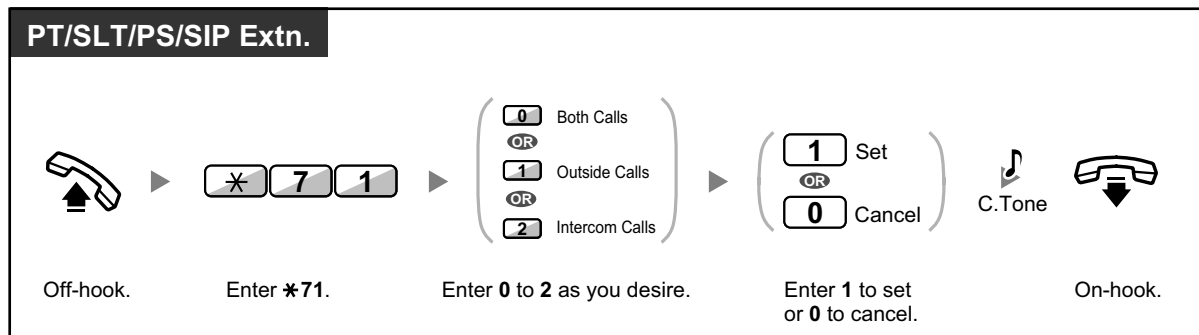 PT/SLT/PS/SIP Extn.
0 Both Calls
OR
* 7 1
1 Outside Calls
OR
2 Intercom Calls
1 Set
OR
0 Cancel
C.Tone
Off-hook.
Enter *71.
Enter 0 to 2 as you desire.
Enter 1 to set
or 0 to cancel.
On-hook.